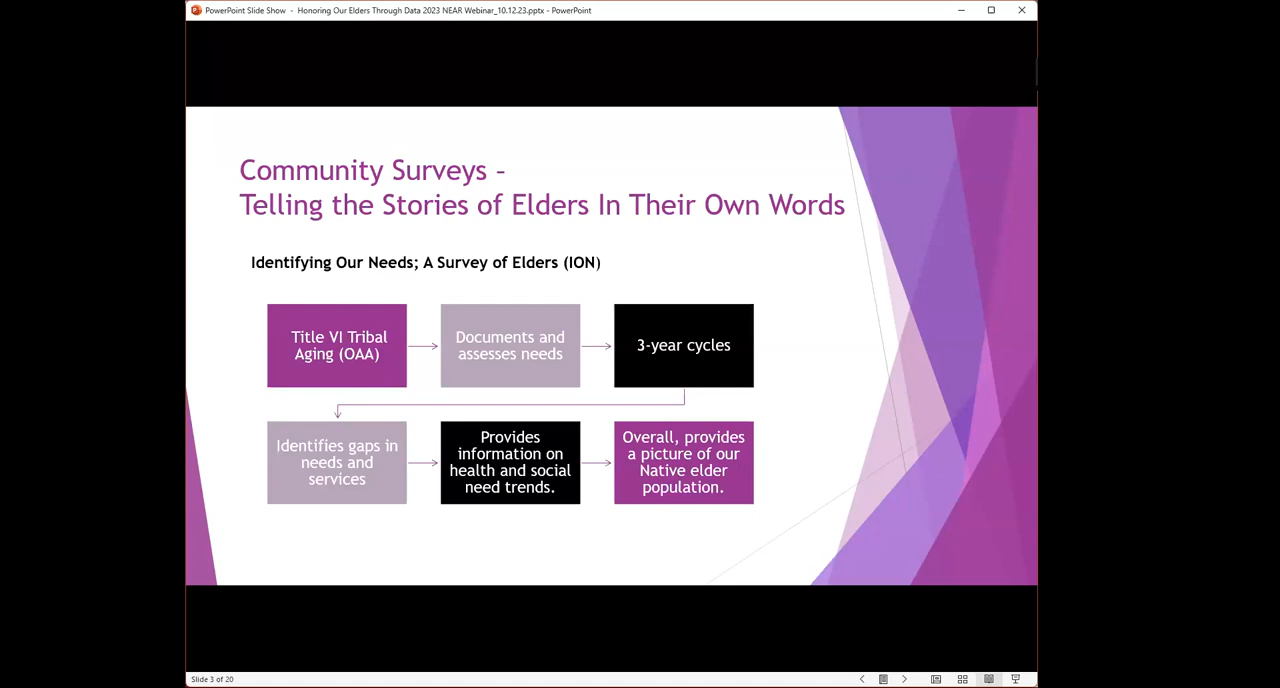 PowerPoint Slide Show - Honoring Our Elders Through Data 2023 NEAR Webinar_10.12.23.pptx - PowerPoint
Community Surveys –
Telling the Stories of Elders In Their Own Words
Identifying Our Needs; A Survey of Elders (ION)
Title VI Tribal
Aging (OAA)
Documents and
assesses needs
3-year cycles
Identifies gaps in
needs and
services
Provides
information on
health and social
need trends.
Overall, provides
a picture of our
Native elder
population.
Slide 3 of 20